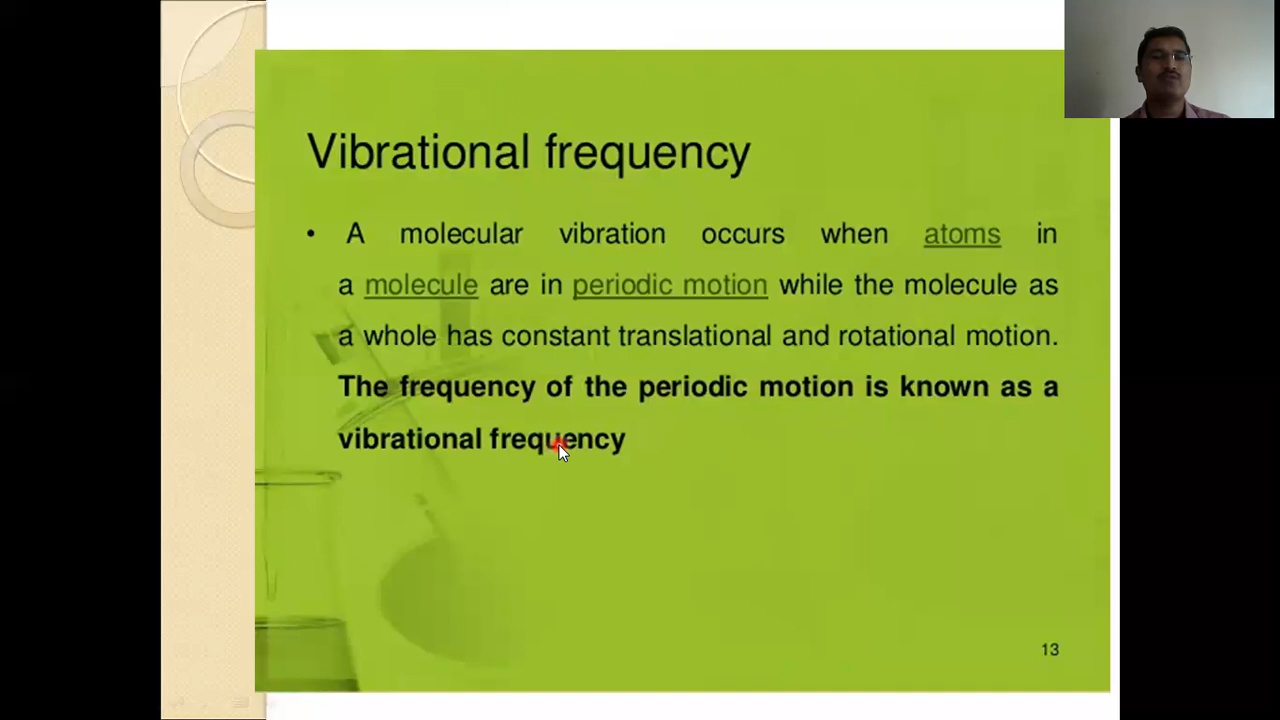 Vibrational frequency
• A molecular vibration occurs when atoms in
a molecule are in periodic motion while the molecule as
a whole has constant translational and rotational motion.
The frequency of the periodic motion is known as a
vibrational frequency
13